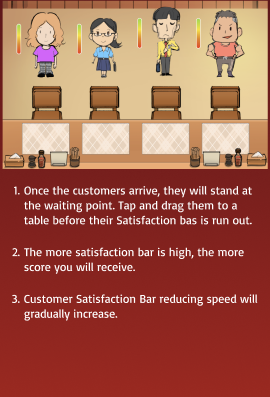 1. Once the customers arrive, they will stand at
the waiting point. Tap and drag them to a
table before their Satisfaction bas is run out.
2. The more satisfaction bar is high, the more
score you will receive.
3. Customer Satisfaction Bar reducing speed will
gradually increase.